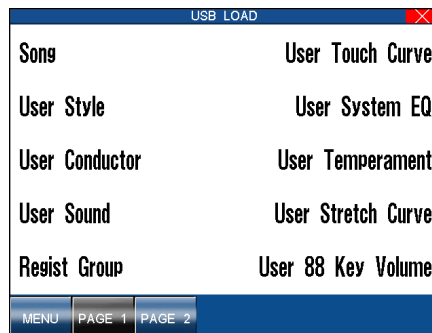 USB LOAD
Song
User Touch Curve
User Style
User System EQ
User Conductor
User Temperament
User Sound
User Stretch Curve
Regist Group
User 88 Key Volume
MENU
PAGE 1
PAGE 2